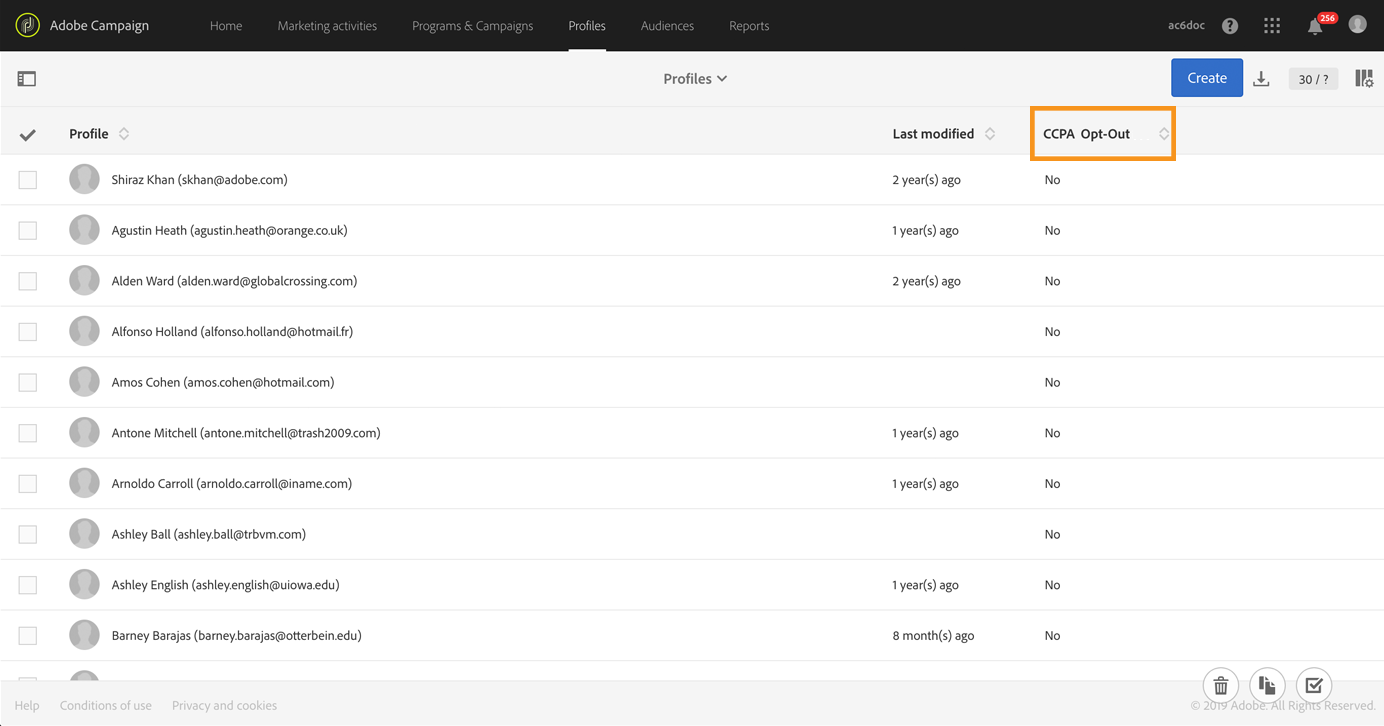 Adobe Campaign Home Marketing activities Programs & Campaigns Profiles Audiences Reports ac6doc ? 256
Profiles Create 30 / ?
Profile Last modified CCPA Opt-Out
Shiraz Khan (skhan@adobe.com) 2 year(s) ago No
Agustin Heath (agustin.heath@orange.co.uk) 1 year(s) ago No
Alden Ward (alden.ward@globalcrossing.com) 2 year(s) ago No
Alfonso Holland (alfonso.holland@hotmail.fr) No
Amos Cohen (amos.cohen@hotmail.com) No
Antone Mitchell (antone.mitchell@trash2009.com) 1 year(s) ago No
Arnoldo Carroll (arnoldo.carroll@iname.com) 1 year(s) ago No
Ashley Ball (ashley.ball@trbvm.com) No
Ashley English (ashley.english@uiowa.edu) 1 year(s) ago No
Barney Barajas (barney.barajas@otterbein.edu) 8 month(s) ago No
Help Conditions of use Privacy and cookies © 2019 Adobe. All Rights Reserved.